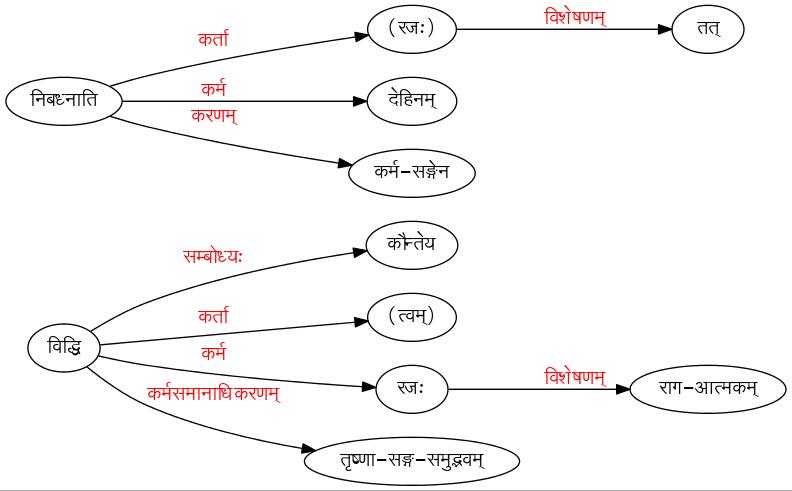 कर्ता
(रजः)
विशेषणम्
तत्
निबध्नाति
कर्म
देहिनम्
करणम्
कर्म-सङ्गेन
सम्बोध्यः
कौन्तेय
कर्ता
(त्वम्)
विद्धि
कर्म
रजः
विशेषणम्
राग-आत्मकम्
कर्मसमानाधिकरणम्
तृष्णा-सङ्ग-समुद्भवम्